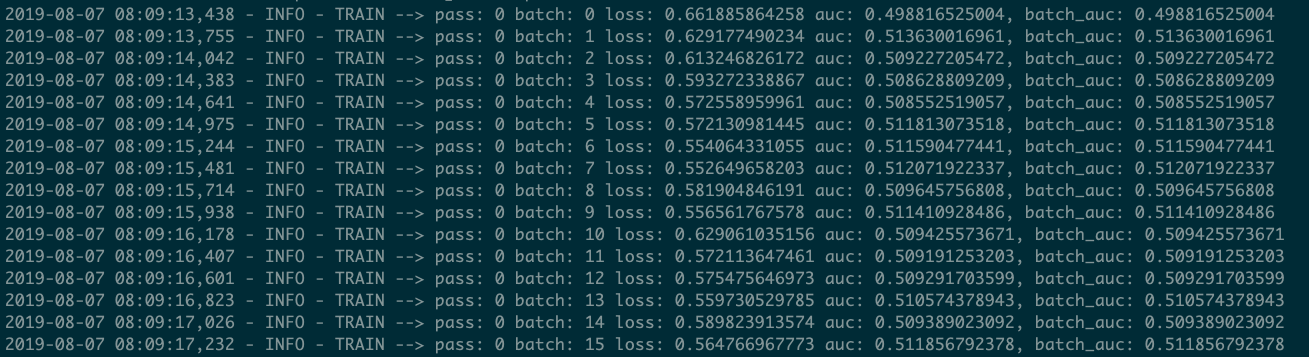 2019-08-07 08:09:13,438 - INFO - TRAIN --> pass: 0 batch: 0 loss: 0.661885864258 auc: 0.498816525004, batch_auc: 0.498816525004
2019-08-07 08:09:13,755 - INFO - TRAIN --> pass: 0 batch: 1 loss: 0.629177490234 auc: 0.513630016961, batch_auc: 0.513630016961
2019-08-07 08:09:14,042 - INFO - TRAIN --> pass: 0 batch: 2 loss: 0.613246826172 auc: 0.509227205472, batch_auc: 0.509227205472
2019-08-07 08:09:14,383 - INFO - TRAIN --> pass: 0 batch: 3 loss: 0.593272338867 auc: 0.508628809209, batch_auc: 0.508628809209
2019-08-07 08:09:14,641 - INFO - TRAIN --> pass: 0 batch: 4 loss: 0.572558959961 auc: 0.508552519057, batch_auc: 0.508552519057
2019-08-07 08:09:14,975 - INFO - TRAIN --> pass: 0 batch: 5 loss: 0.572130981445 auc: 0.511813073518, batch_auc: 0.511813073518
2019-08-07 08:09:15,244 - INFO - TRAIN --> pass: 0 batch: 6 loss: 0.554064331055 auc: 0.511590477441, batch_auc: 0.511590477441
2019-08-07 08:09:15,481 - INFO - TRAIN --> pass: 0 batch: 7 loss: 0.552649658203 auc: 0.512071922337, batch_auc: 0.512071922337
2019-08-07 08:09:15,714 - INFO - TRAIN --> pass: 0 batch: 8 loss: 0.581904846191 auc: 0.509645756808, batch_auc: 0.509645756808
2019-08-07 08:09:15,938 - INFO - TRAIN --> pass: 0 batch: 9 loss: 0.556561767578 auc: 0.511410928486, batch_auc: 0.511410928486
2019-08-07 08:09:16,178 - INFO - TRAIN --> pass: 0 batch: 10 loss: 0.629061035156 auc: 0.509425573671, batch_auc: 0.509425573671
2019-08-07 08:09:16,407 - INFO - TRAIN --> pass: 0 batch: 11 loss: 0.572113647461 auc: 0.509191253203, batch_auc: 0.509191253203
2019-08-07 08:09:16,601 - INFO - TRAIN --> pass: 0 batch: 12 loss: 0.575475646973 auc: 0.509291703599, batch_auc: 0.509291703599
2019-08-07 08:09:16,823 - INFO - TRAIN --> pass: 0 batch: 13 loss: 0.559730529785 auc: 0.510574378943, batch_auc: 0.510574378943
2019-08-07 08:09:17,026 - INFO - TRAIN --> pass: 0 batch: 14 loss: 0.589823913574 auc: 0.509389023092, batch_auc: 0.509389023092
2019-08-07 08:09:17,232 - INFO - TRAIN --> pass: 0 batch: 15 loss: 0.564766967773 auc: 0.511856792378, batch_auc: 0.511856792378